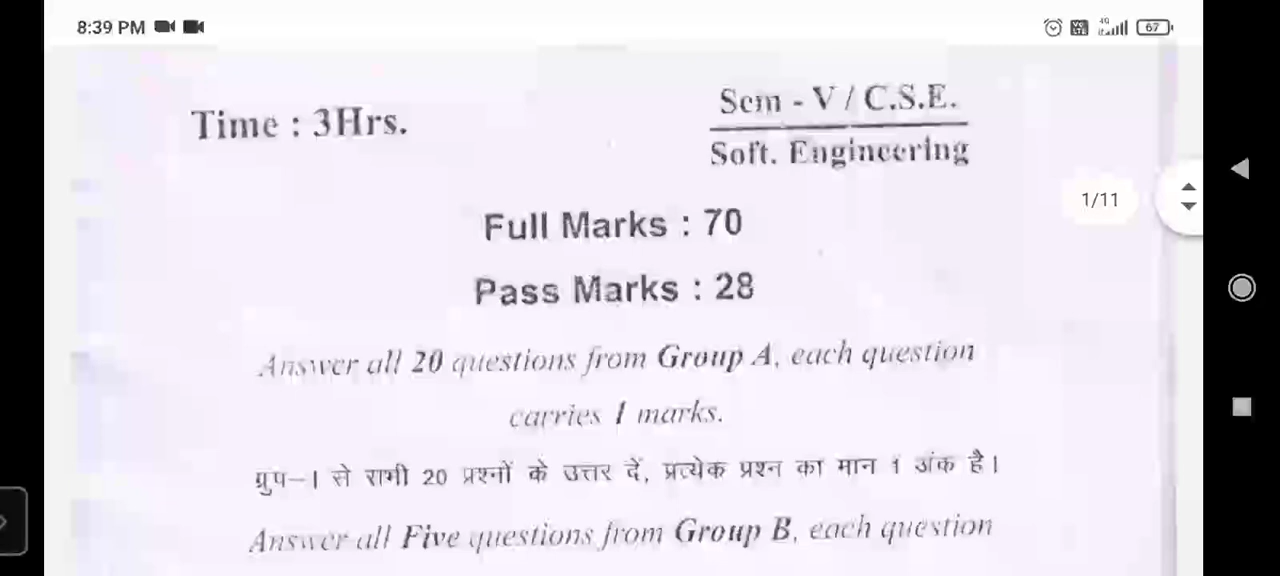 8:39 PM
4G
67
Time : 3Hrs.
Sem - V / C.S.E.
Soft. Engineering
1/11
Full Marks : 70
Pass Marks : 28
Answer all 20 questions from Group A, each question
carries 1 marks.
ग्रुप-। से सभी 20 प्रश्नों के उत्तर दें, प्रत्येक प्रश्न का मान 1 अंक है।
Answer all Five questions from Group B, each question